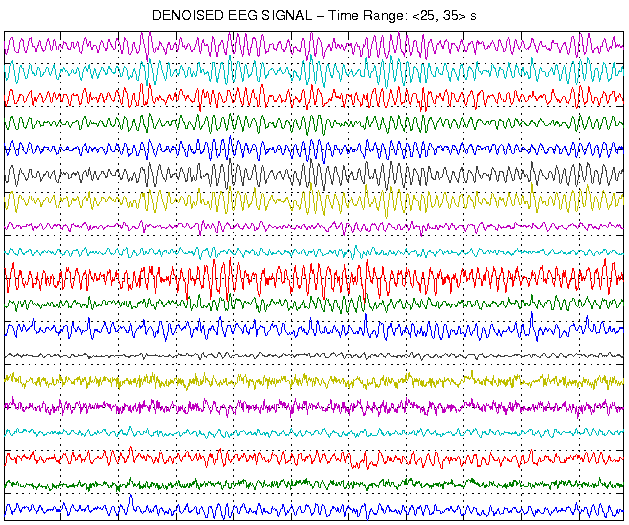 DENOISED EEG SIGNAL – Time Range: <25, 35> s